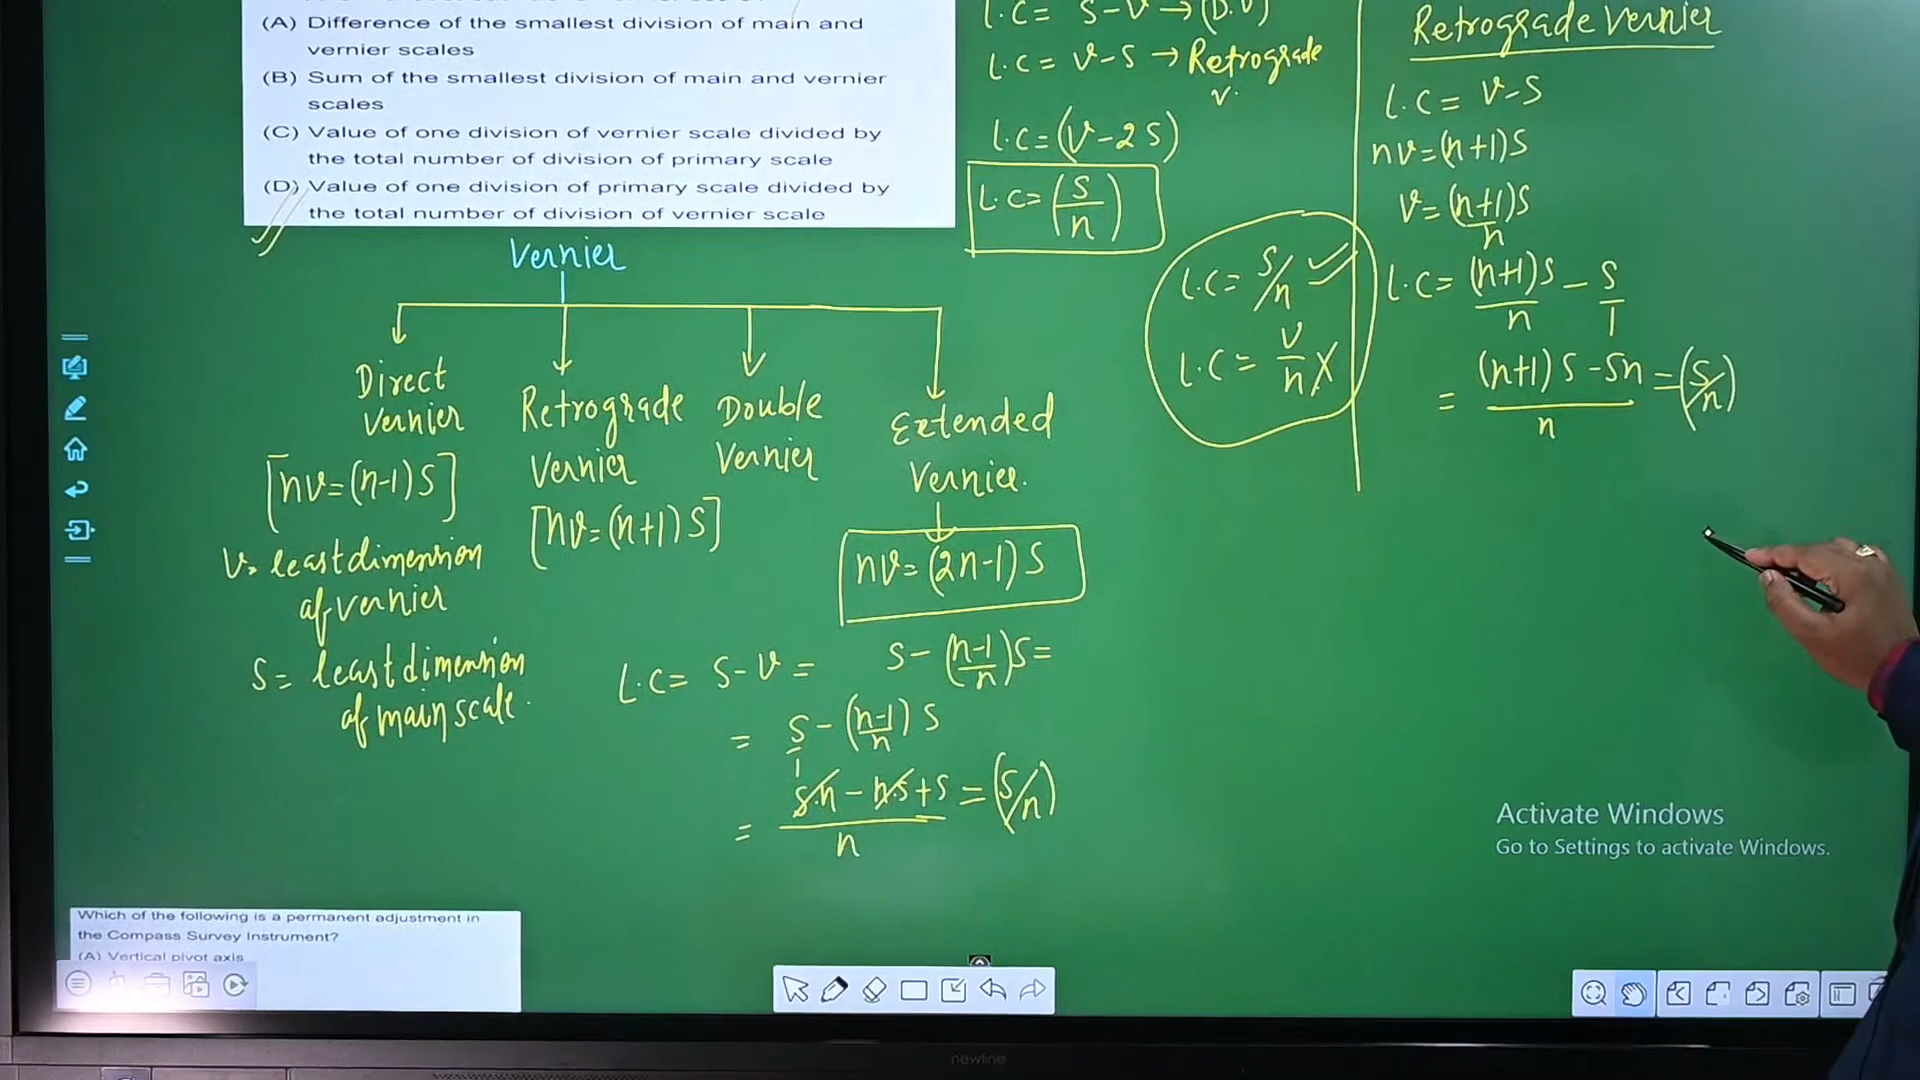 (A) Difference of the smallest division of main and
vernier scales
(B) Sum of the smallest division of main and vernier
scales
(C) Value of one division of vernier scale divided by
the total number of division of primary scale
(D) Value of one division of primary scale divided by
the total number of division of vernier scale
L.C = S-V → (D.V)
L.C = V-S → Retrograde
V.
L.C = (V-2S)
L.C = (S/n)
L.C = S/n ✓✓
L.C = V/n X
Retrograde Vernier
L.C = V-S
nv=(n+1)S
V=(n+1)S/n
L.C = (n+1)S/n - S/1
= (n+1)S-Sn/n = (S/n)
Vernier
Direct
Vernier
[nv=(n-1)S]
V= least dimension
of vernier
S= least dimension
of main scale.
Retrograde
Vernier
[nv=(n+1)S]
Double
Vernier
Extended
Vernier.
nv=(2n-1)S
L.C = S-V = S-(n-1/n)S=
= S/1-(n-1/n)S
= S.n-n.s+S/n = (S/n)
Activate Windows
Go to Settings to activate Windows.
Which of the following is a permanent adjustment in
the Compass Survey Instrument?
(A) Vertical pivot axis
newline